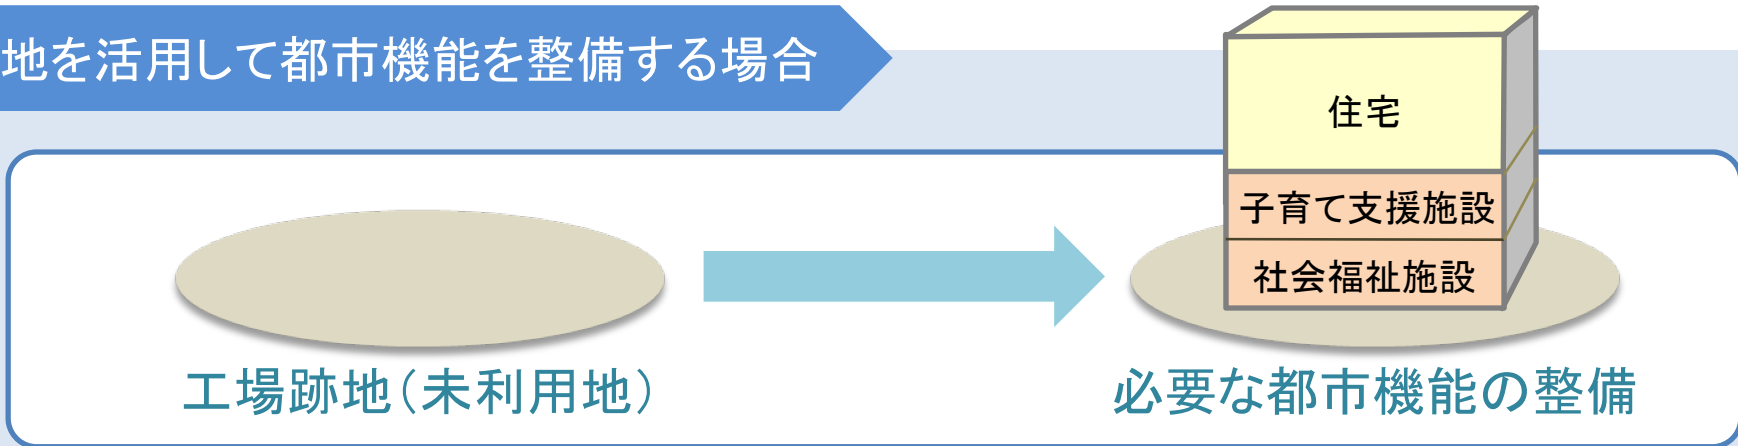 地を活用して都市機能を整備する場合
住宅
子育て支援施設
社会福祉施設
工場跡地（未利用地）
必要な都市機能の整備